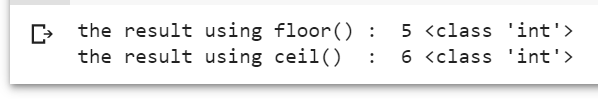 the result using floor() :  5 <class 'int'>
the result using ceil()  :  6 <class 'int'>